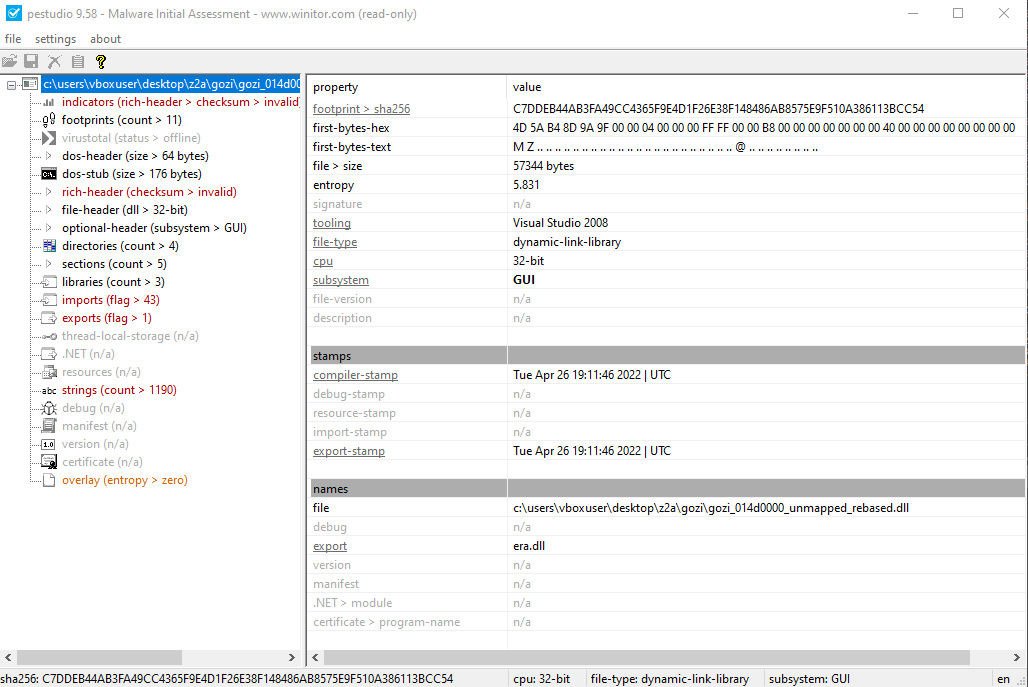 pestudio 9.58 - Malware Initial Assessment - www.winitor.com (read-only)
file settings about
c:\users\vboxuser\desktop\z2a\gozi\gozi_014d00
indicators (rich-header > checksum > invalid)
footprints (count > 11)
virustotal (status > offline)
dos-header (size > 64 bytes)
dos-stub (size > 176 bytes)
rich-header (checksum > invalid)
file-header (dll > 32-bit)
optional-header (subsystem > GUI)
directories (count > 4)
sections (count > 5)
libraries (count > 3)
imports (flag > 43)
exports (flag > 1)
thread-local-storage (n/a)
.NET (n/a)
resources (n/a)
abc strings (count > 1190)
debug (n/a)
manifest (n/a)
1.0 version (n/a)
certificate (n/a)
overlay (entropy > zero)
property value
footprint > sha256 C7DDEB44AB3FA49CC4365F9E4D1F26E38F148486AB8575E9F510A386113BCC54
first-bytes-hex 4D 5A B4 8D 9A 9F 00 00 04 00 00 00 FF FF 00 00 B8 00 00 00 00 00 00 00 40 00 00 00 00 00 00 00 00
first-bytes-text M Z .. .. .. .. .. .. .. .. .. .. .. .. .. .. .. .. .. .. .. .. .. .. @ .. .. .. .. .. .. .. ..
file > size 57344 bytes
entropy 5.831
signature n/a
tooling Visual Studio 2008
file-type dynamic-link-library
cpu 32-bit
subsystem GUI
file-version n/a
description n/a
stamps
compiler-stamp Tue Apr 26 19:11:46 2022 | UTC
debug-stamp n/a
resource-stamp n/a
import-stamp n/a
export-stamp Tue Apr 26 19:11:46 2022 | UTC
names
file c:\users\vboxuser\desktop\z2a\gozi\gozi_014d0000_unmapped_rebased.dll
debug n/a
export era.dll
version n/a
manifest n/a
.NET > module n/a
certificate > program-name n/a
sha256: C7DDEB44AB3FA49CC4365F9E4D1F26E38F148486AB8575E9F510A386113BCC54 cpu: 32-bit file-type: dynamic-link-library subsystem: GUI en